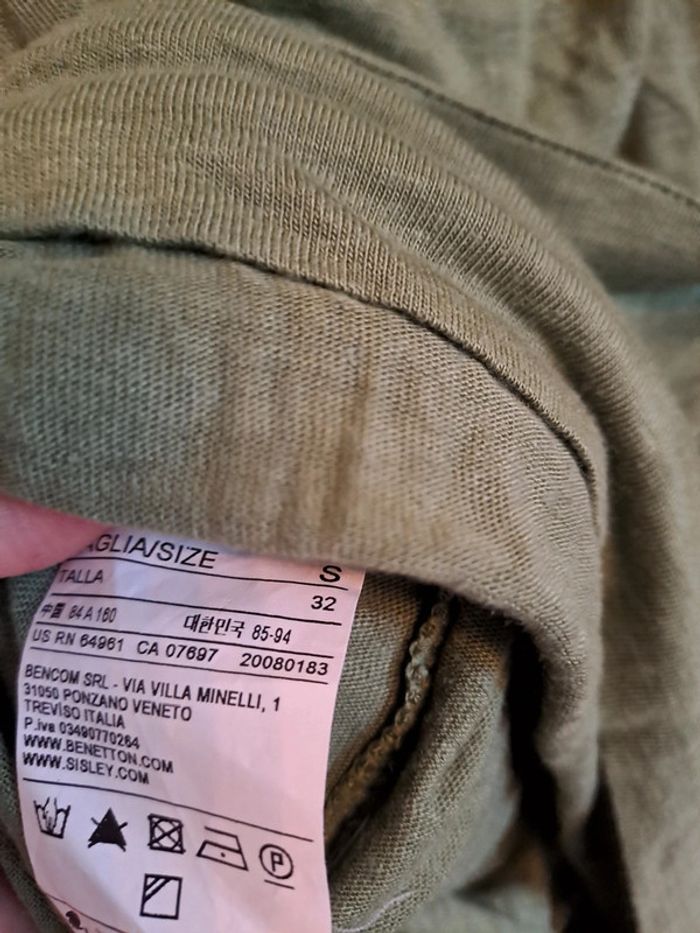 AGLIA/SIZE S
TALLA 32
中国 84 A 160 대한민국 85-94
US RN 64961 CA 07697 20080183
BENCOM SRL - VIA VILLA MINELLI, 1
31050 PONZANO VENETO
TREVISO ITALIA
P.iva 03490770264
WWW.BENETTON.COM
WWW.SISLEY.COM
P